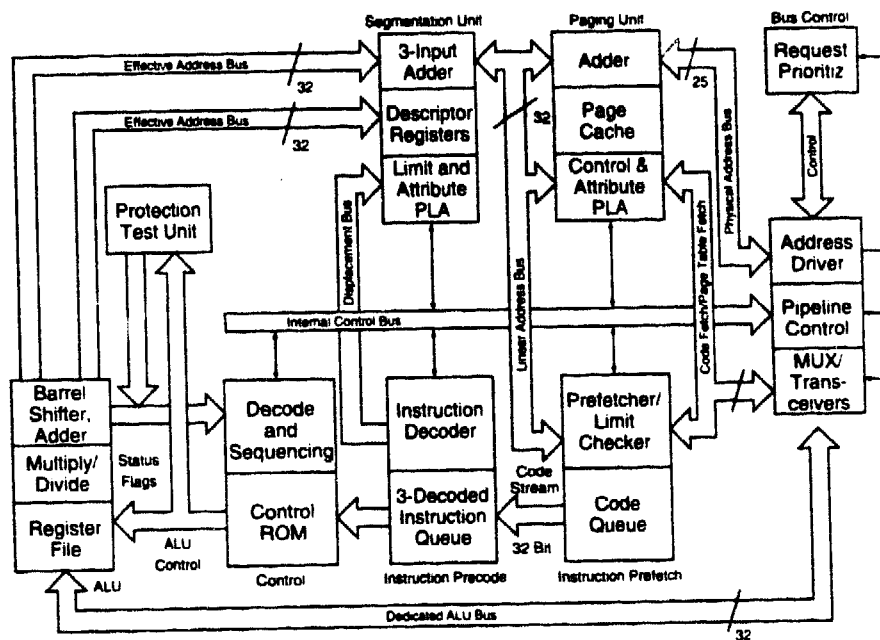 Segmentation Unit
Paging Unit
Bus Control
3-Input
Adder
Descriptor
Registers
Limit and
Attribute
PLA
Adder
Page
Cache
Control &
Attribute
PLA
Request
Prioritiz
Effective Address Bus
32
Effective Address Bus
32
32
25
Physical Address Bus
Control
Protection
Test Unit
Displacement Bus
Linear Address Bus
Code Fetch/Page Table Fetch
Address
Driver
Pipeline
Control
MUX/
Trans-
ceivers
Internal Control Bus
Barrel
Shifter,
Adder
Multiply/
Divide
Register
File
Status
Flags
ALU
Control
Decode
and
Sequencing
Control
ROM
Instruction
Decoder
3-Decoded
Instruction
Queue
Code
Stream
32 Bit
Prefetcher/
Limit
Checker
Code
Queue
ALU
Control
Instruction Precode
Instruction Prefetch
Dedicated ALU Bus
32